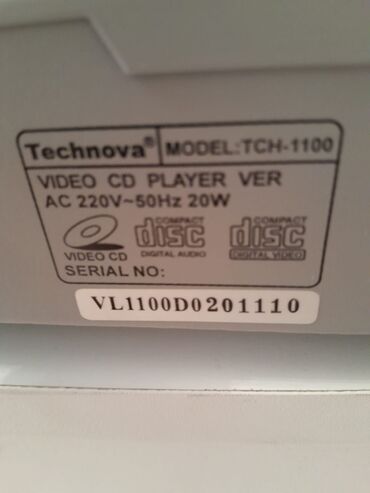 Technova® MODEL:TCH-1100
VIDEO CD PLAYER VER
AC 220V~50Hz 20W
COMPACT COMPACT
disc disc
VIDEO CD DIGITAL AUDIO DIGITAL VIDEO
SERIAL NO:
VL1100D0201110